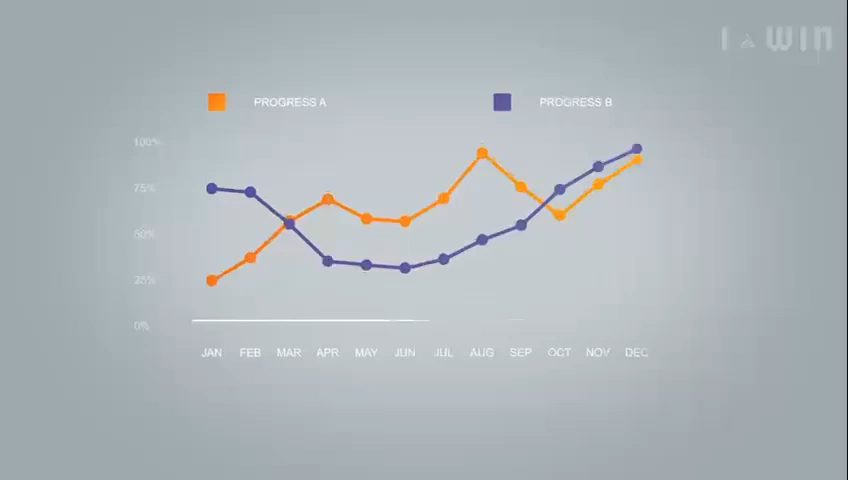 I WIN
PROGRESS A
PROGRESS B
100%
75%
50%
25%
0%
JAN FEB MAR APR MAY JUN JUL AUG SEP OCT NOV DEC